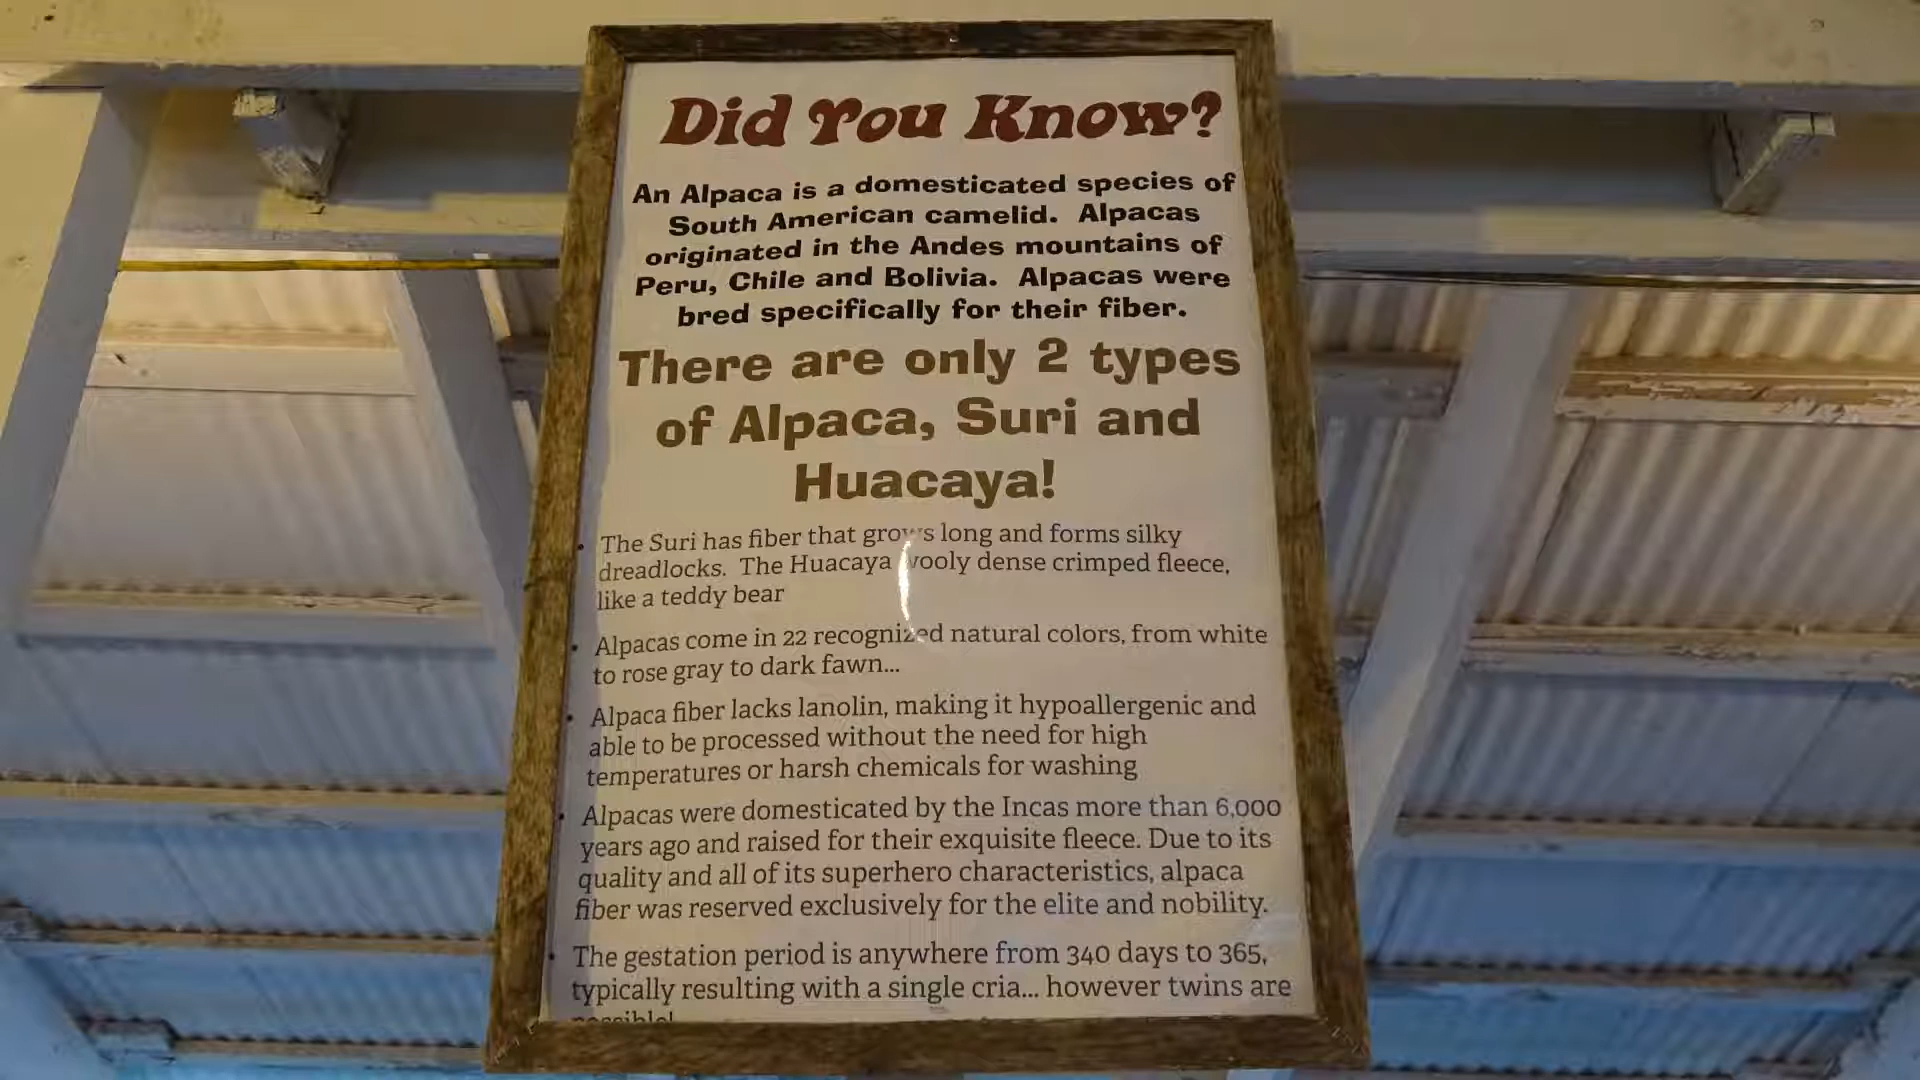 Did You Know?
An Alpaca is a domesticated species of
South American camelid. Alpacas
originated in the Andes mountains of
Peru, Chile and Bolivia. Alpacas were
bred specifically for their fiber.
There are only 2 types
of Alpaca, Suri and
Huacaya!
• The Suri has fiber that grows long and forms silky
dreadlocks. The Huacaya wooly dense crimped fleece,
like a teddy bear
• Alpacas come in 22 recognized natural colors, from white
to rose gray to dark fawn...
• Alpaca fiber lacks lanolin, making it hypoallergenic and
able to be processed without the need for high
temperatures or harsh chemicals for washing
• Alpacas were domesticated by the Incas more than 6,000
years ago and raised for their exquisite fleece. Due to its
quality and all of its superhero characteristics, alpaca
fiber was reserved exclusively for the elite and nobility.
• The gestation period is anywhere from 340 days to 365,
typically resulting with a single cria... however twins are
possible!